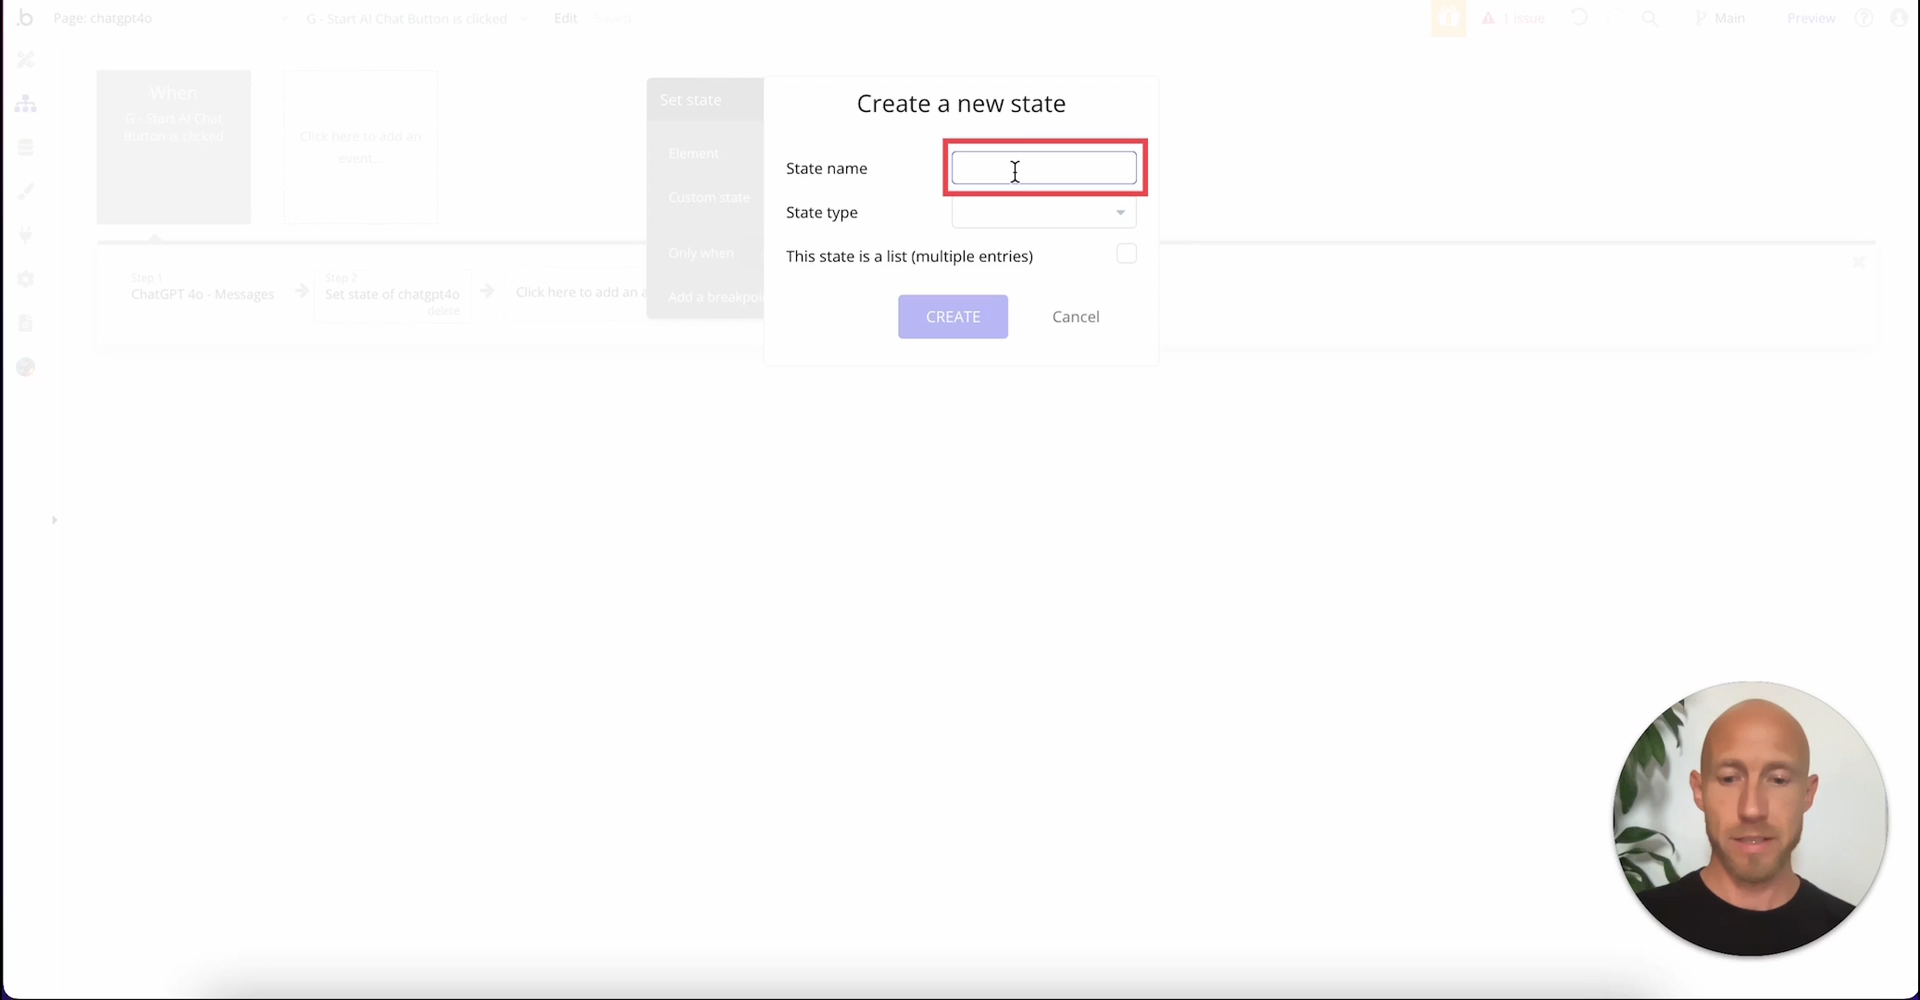 .b
Page: chatgpt4o
G - Start AI Chat Button is clicked
Edit
Saved
1 issue
Main
Preview
When
G - Start AI Chat
Button is clicked
Click here to add an
event...
Set state
Element
Custom state
Only when
Add a breakpoi
Create a new state
State name
State type
This state is a list (multiple entries)
CREATE
Cancel
Step 1
ChatGPT 4o - Messages
Step 2
Set state of chatgpt4o
delete
Click here to add an a